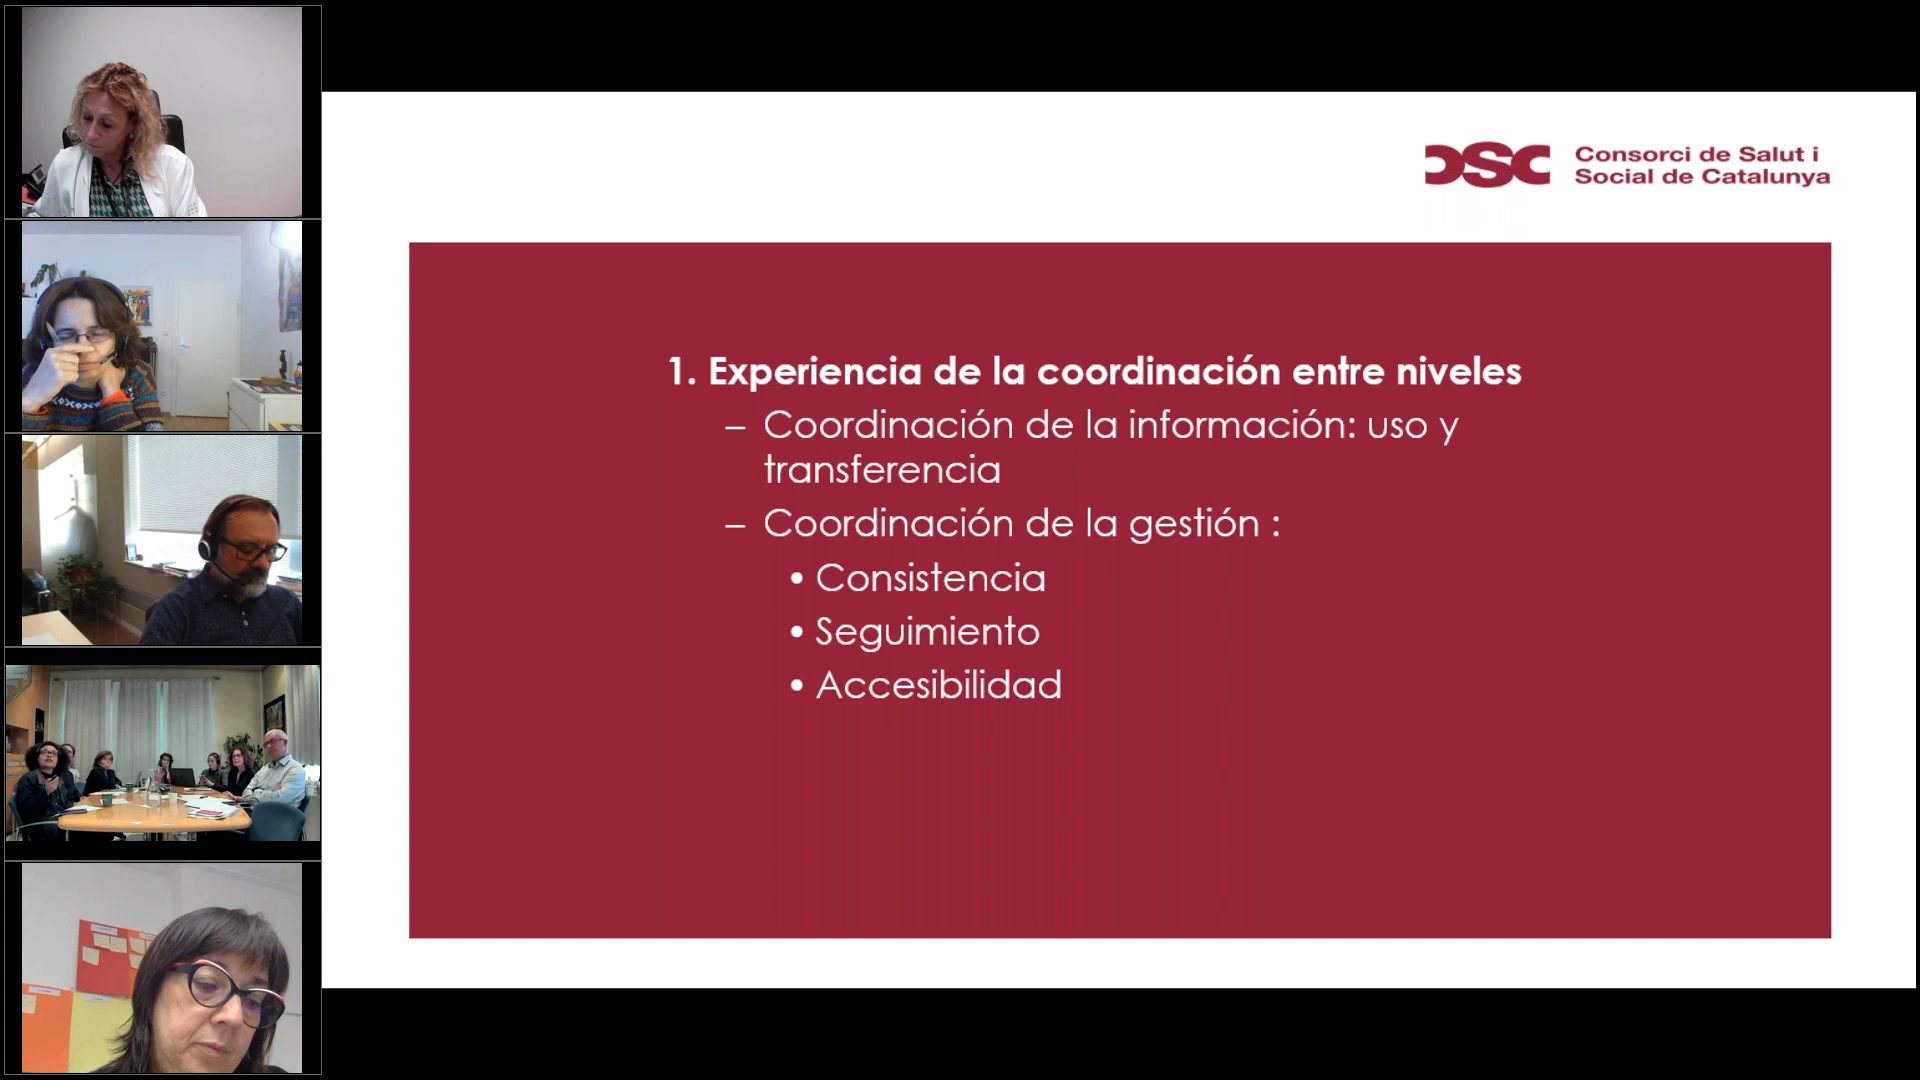 CSC
Consorci de Salut i
Social de Catalunya
1. Experiencia de la coordinación entre niveles
– Coordinación de la información: uso y
transferencia
– Coordinación de la gestión :
• Consistencia
• Seguimiento
• Accesibilidad